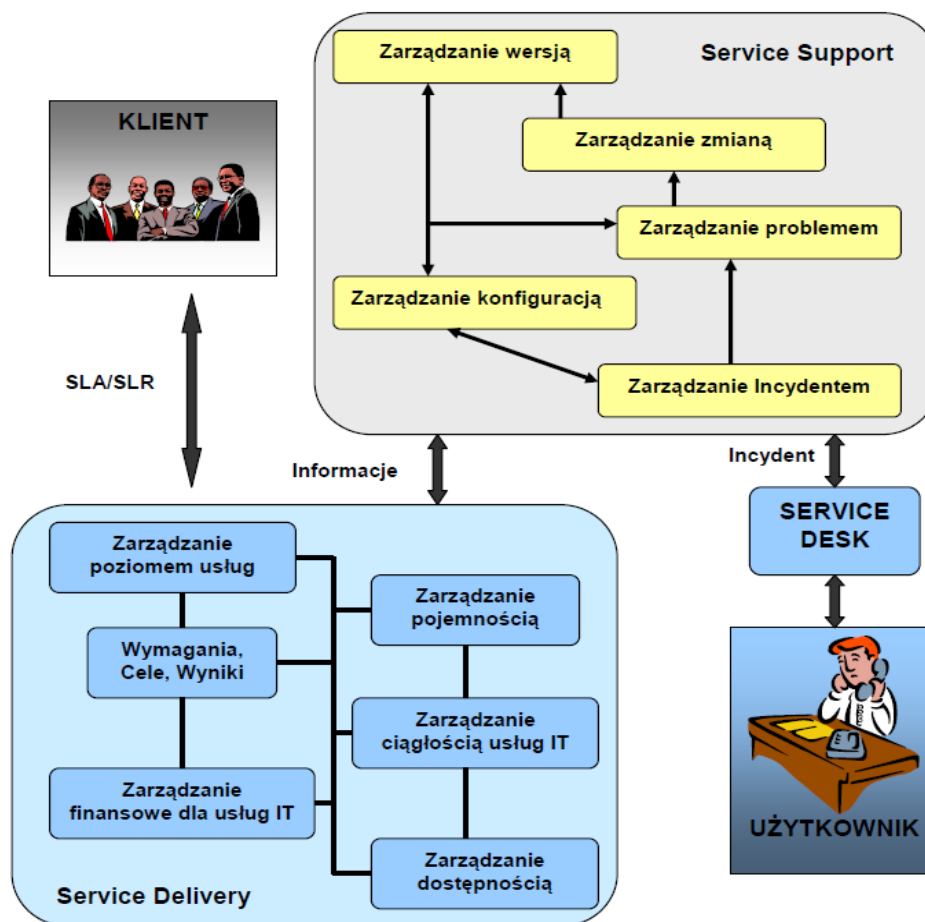 Zarządzanie wersją
Service Support
KLIENT
Zarządzanie zmianą
Zarządzanie problemem
Zarządzanie konfiguracją
SLA/SLR
Zarządzanie Incydentem
Informacje
Incydent
SERVICE
DESK
Zarządzanie
poziomem usług
Zarządzanie
pojemnością
Wymagania,
Cele, Wyniki
Zarządzanie
ciągłością usług IT
Zarządzanie
finansowe dla usług IT
Zarządzanie
dostępnością
Service Delivery
UŻYTKOWNIK